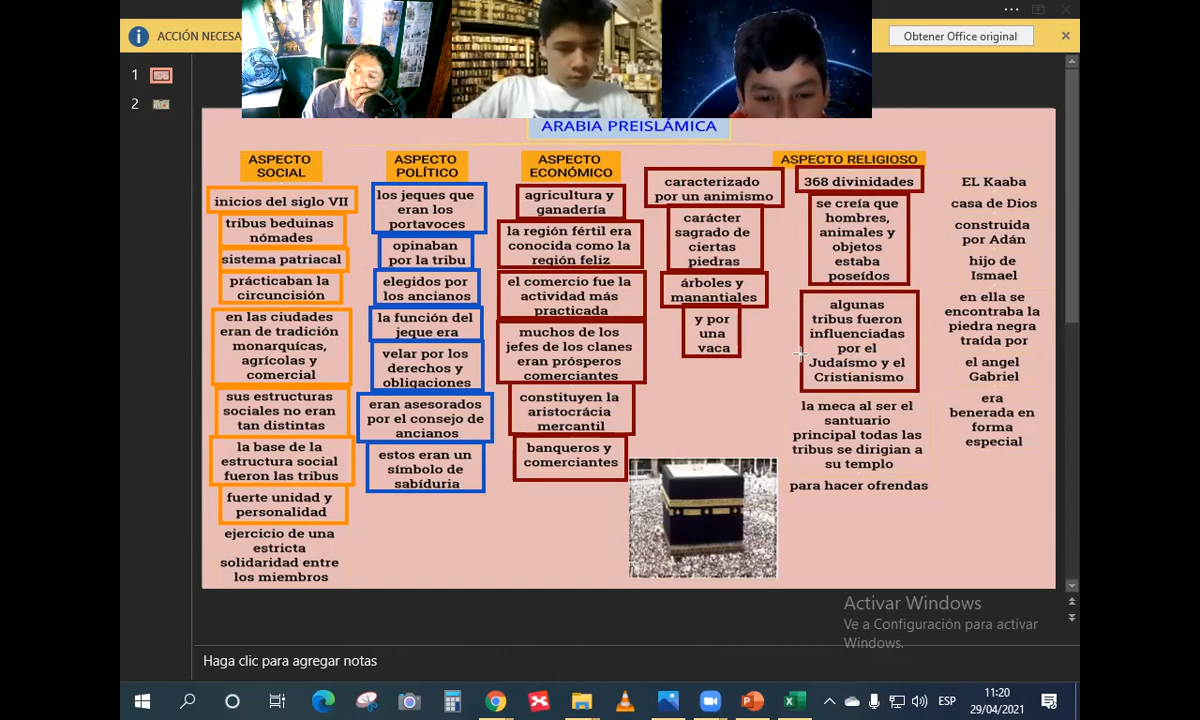 ACCIÓN NECESA
Obtener Office original
1
2
ARABIA PREISLÁMICA
ASPECTO
SOCIAL
inicios del siglo VII
tribus beduinas
nómades
sistema patriacal
prácticaban la
circuncisión
en las ciudades
eran de tradición
monarquícas,
agrícolas y
comercial
sus estructuras
sociales no eran
tan distintas
la base de la
estructura social
fueron las tribus
fuerte unidad y
personalidad
ejercicio de una
estricta
solidaridad entre
los miembros
ASPECTO
POLÍTICO
los jeques que
eran los
portavoces
opinaban
por la tribu
elegidos por
los ancianos
la función del
jeque era
velar por los
derechos y
obligaciones
eran asesorados
por el consejo de
ancianos
estos eran un
símbolo de
sabíduria
ASPECTO
ECONÓMICO
agricultura y
ganadería
la región fértil era
conocida como la
región feliz
el comercio fue la
actividad más
practicada
muchos de los
jefes de los clanes
eran prósperos
comerciantes
constituyen la
aristocrácia
mercantil
banqueros y
comerciantes
ASPECTO RELIGIOSO
caracterizado
por un animismo
carácter
sagrado de
ciertas
piedras
árboles y
manantiales
y por
una
vaca
368 divinidades
se creía que
hombres,
animales y
objetos
estaba
poseídos
algunas
tribus fueron
influenciadas
por el
Judaísmo y el
Cristianismo
la meca al ser el
santuario
principal todas las
tribus se dirigian a
su templo
para hacer ofrendas
EL Kaaba
casa de Dios
construida
por Adán
hijo de
Ismael
en ella se
encontraba la
piedra negra
traída por
el angel
Gabriel
era
benerada en
forma
especial
Activar Windows
Ve a Configuración para activar
Windows.
Haga clic para agregar notas
ESP
11:20
29/04/2021